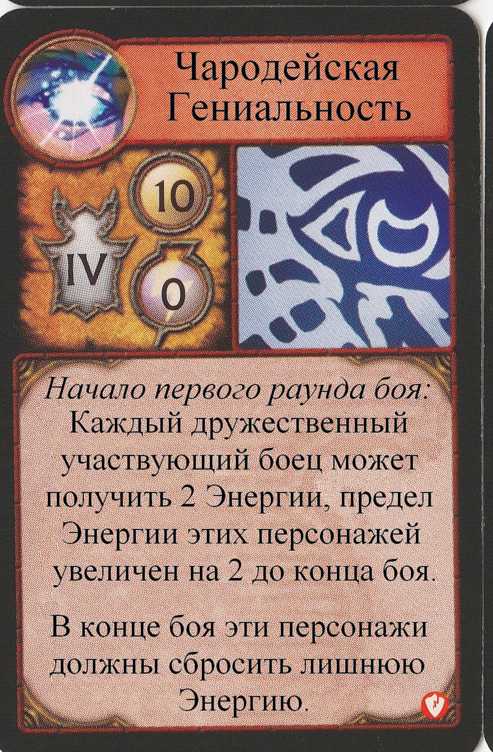 Чародейская
Гениальность
10
IV
0
Начало первого раунда боя:
Каждый дружественный
участвующий боец может
получить 2 Энергии, предел
Энергии этих персонажей
увеличен на 2 до конца боя.
В конце боя эти персонажи
должны сбросить лишнюю
Энергию.